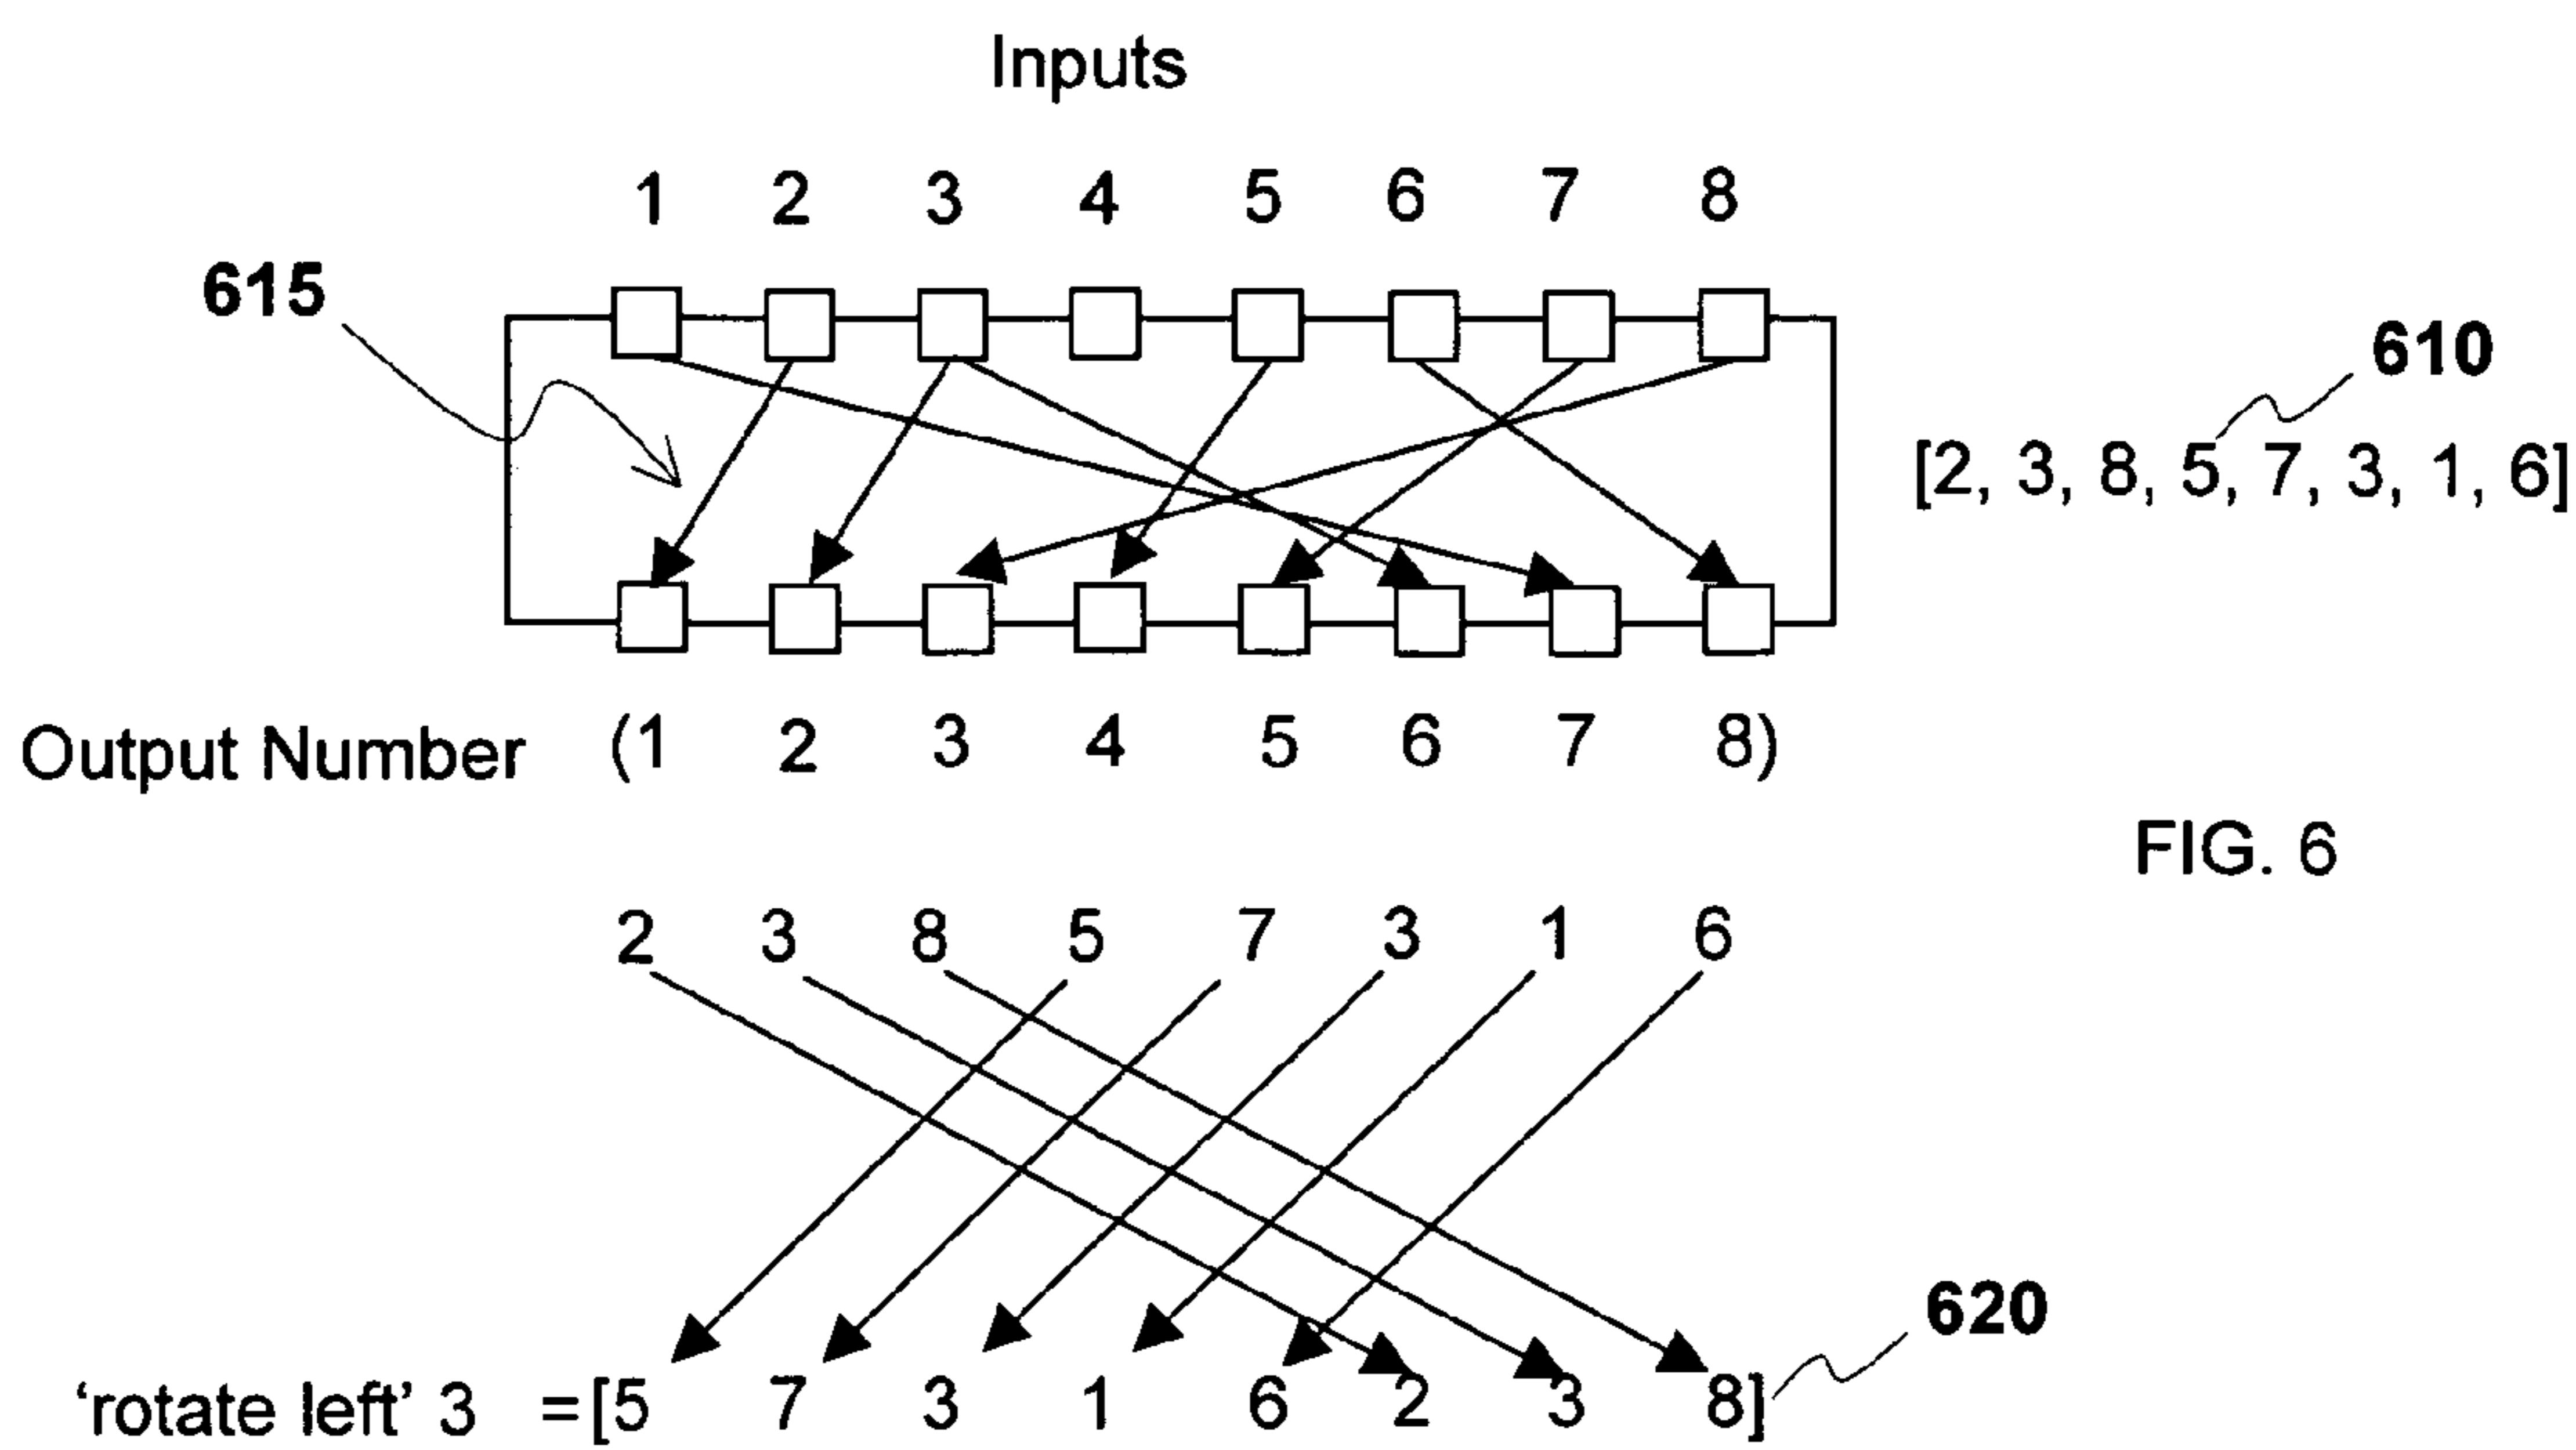 Inputs
1 2 3 4 5 6 7 8
615
610
[2, 3, 8, 5, 7, 3, 1, 6]
Output Number (1 2 3 4 5 6 7 8)
FIG. 6
2 3 8 5 7 3 1 6
620
‘rotate left’ 3 =[5 7 3 1 6 2 3 8]